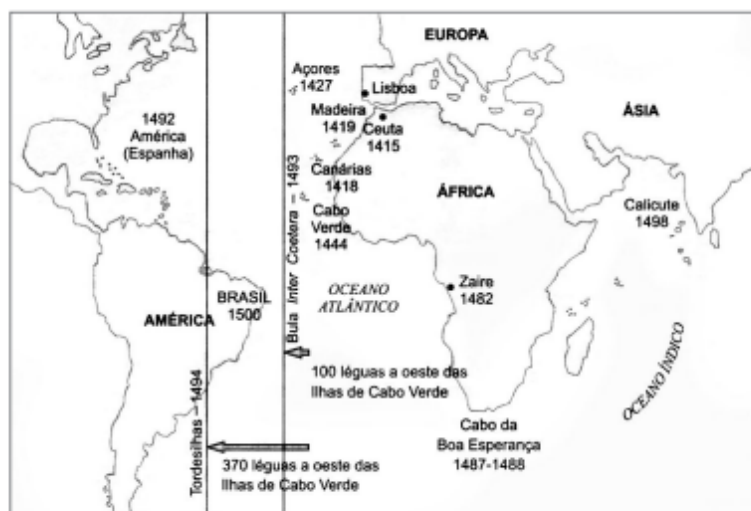 EUROPA
Açores
1427
Lisboa
Madeira
1419
Ceuta
1415
ÁSIA
1492
América
(Espanha)
Canárias
1418
ÁFRICA
Cabo
Verde
1444
Calicute
1498
Bula Inter Coetera – 1493
BRASIL
1500
OCEANO
ATLÂNTICO
Zaire
1482
AMÉRICA
OCEANO ÍNDICO
100 léguas a oeste das
Ilhas de Cabo Verde
Tordesilhas – 1494
Cabo da
Boa Esperança
1487-1488
370 léguas a oeste das
Ilhas de Cabo Verde